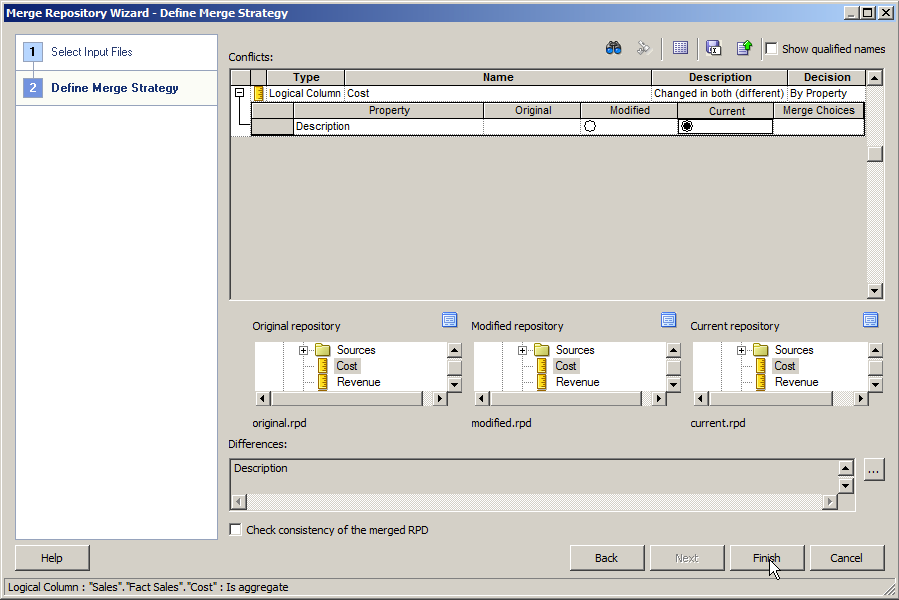 Merge Repository Wizard - Define Merge Strategy
1 Select Input Files
2 Define Merge Strategy
Conflicts:
Show qualified names
Type Name Description Decision
Logical Column Cost Changed in both (different) By Property
Property Original Modified Current Merge Choices
Description
Original repository Modified repository Current repository
Sources Sources Sources
Cost Cost Cost
Revenue Revenue Revenue
original.rpd modified.rpd current.rpd
Differences:
Description
...
Check consistency of the merged RPD
Help Back Next Finish Cancel
Logical Column : "Sales"."Fact Sales"."Cost" : Is aggregate